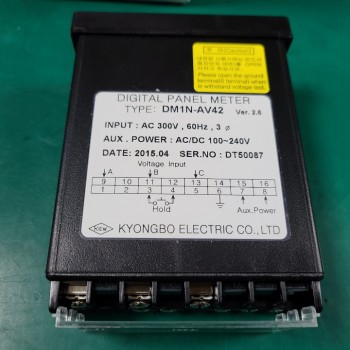 Please open the ground
terminal(8 terminal) when
to withstand voltage test.
DIGITAL PANEL METER
TYPE: DM1N-AV42 Ver. 2.6
INPUT : AC 300V , 60Hz , 3 ø
AUX . POWER : AC/DC 100~240V
DATE: 2015.04 SER.NO : DT50087
Voltage Input
A B C
9 10 11 12 13 14 15 16
1 2 3 4 5 6 7 8
Hold Aux.Power
KYONGBO ELECTRIC CO.,LTD